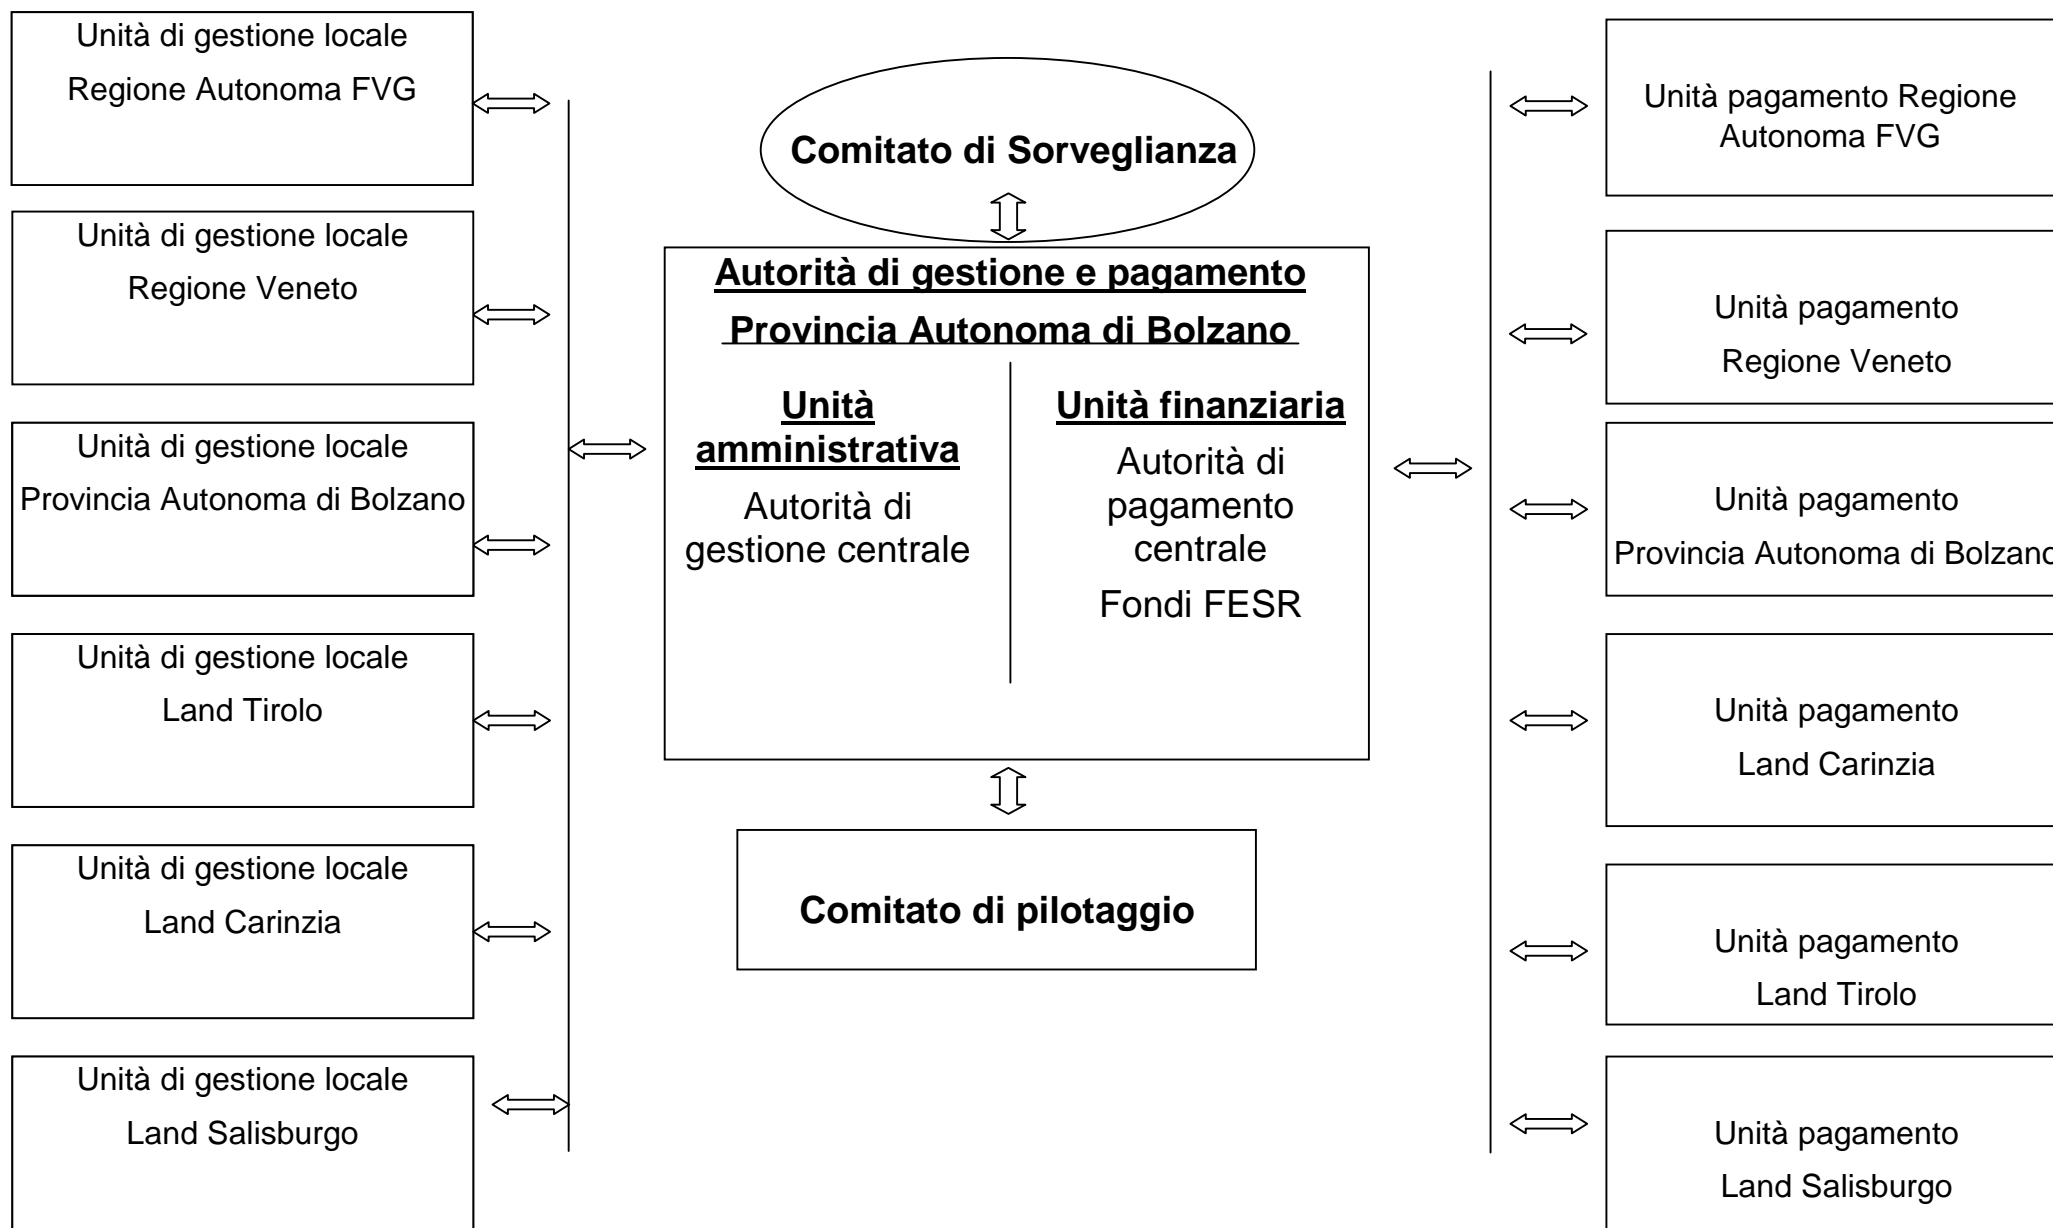 Unità di gestione locale
Regione Autonoma FVG
Unità di gestione locale
Regione Veneto
Unità di gestione locale
Provincia Autonoma di Bolzano
Unità di gestione locale
Land Tirolo
Unità di gestione locale
Land Carinzia
Unità di gestione locale
Land Salisburgo
Comitato di Sorveglianza
Autorità di gestione e pagamento
Provincia Autonoma di Bolzano
Unità
amministrativa
Autorità di
gestione centrale
Unità finanziaria
Autorità di
pagamento
centrale
Fondi FESR
Comitato di pilotaggio
Unità pagamento Regione
Autonoma FVG
Unità pagamento
Regione Veneto
Unità pagamento
Provincia Autonoma di Bolzano
Unità pagamento
Land Carinzia
Unità pagamento
Land Tirolo
Unità pagamento
Land Salisburgo